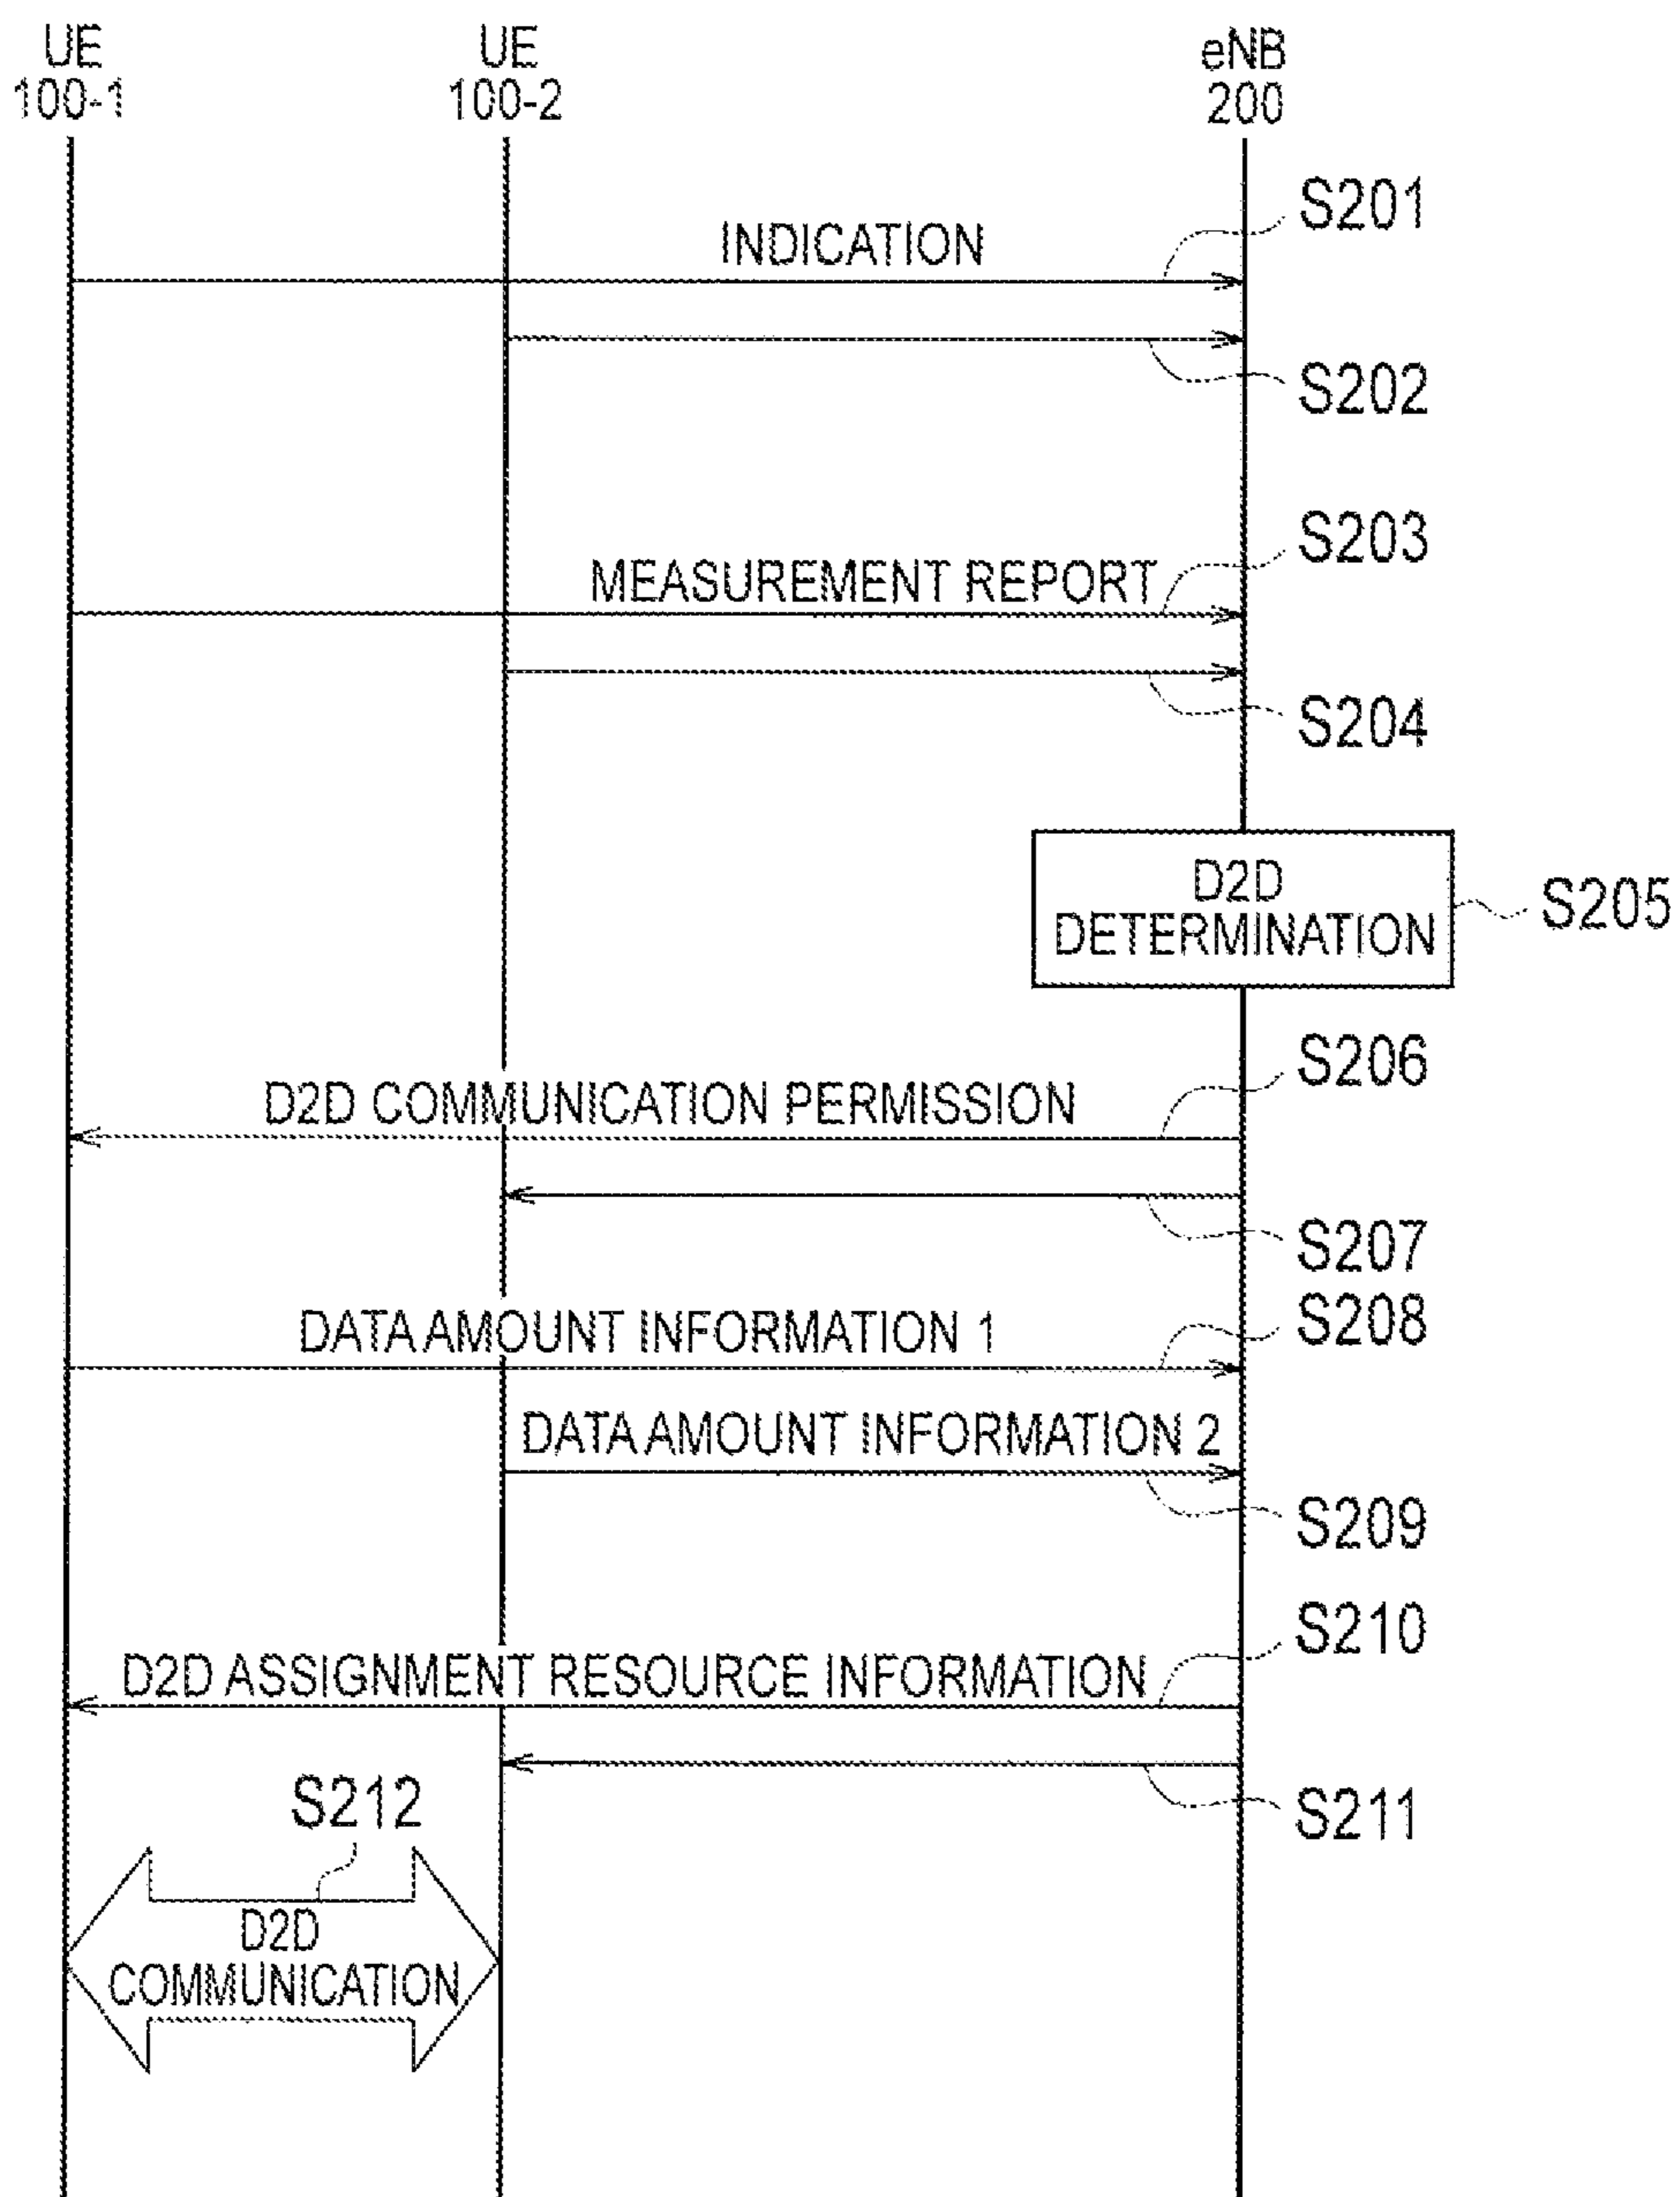 UE
100-1
UE
100-2
eNB
200
S201
INDICATION
S202
S203
MEASUREMENT REPORT
S204
D2D
DETERMINATION
S205
S206
D2D COMMUNICATION PERMISSION
S207
S208
DATA AMOUNT INFORMATION 1
DATA AMOUNT INFORMATION 2
S209
S210
D2D ASSIGNMENT RESOURCE INFORMATION
S211
S212
D2D
COMMUNICATION